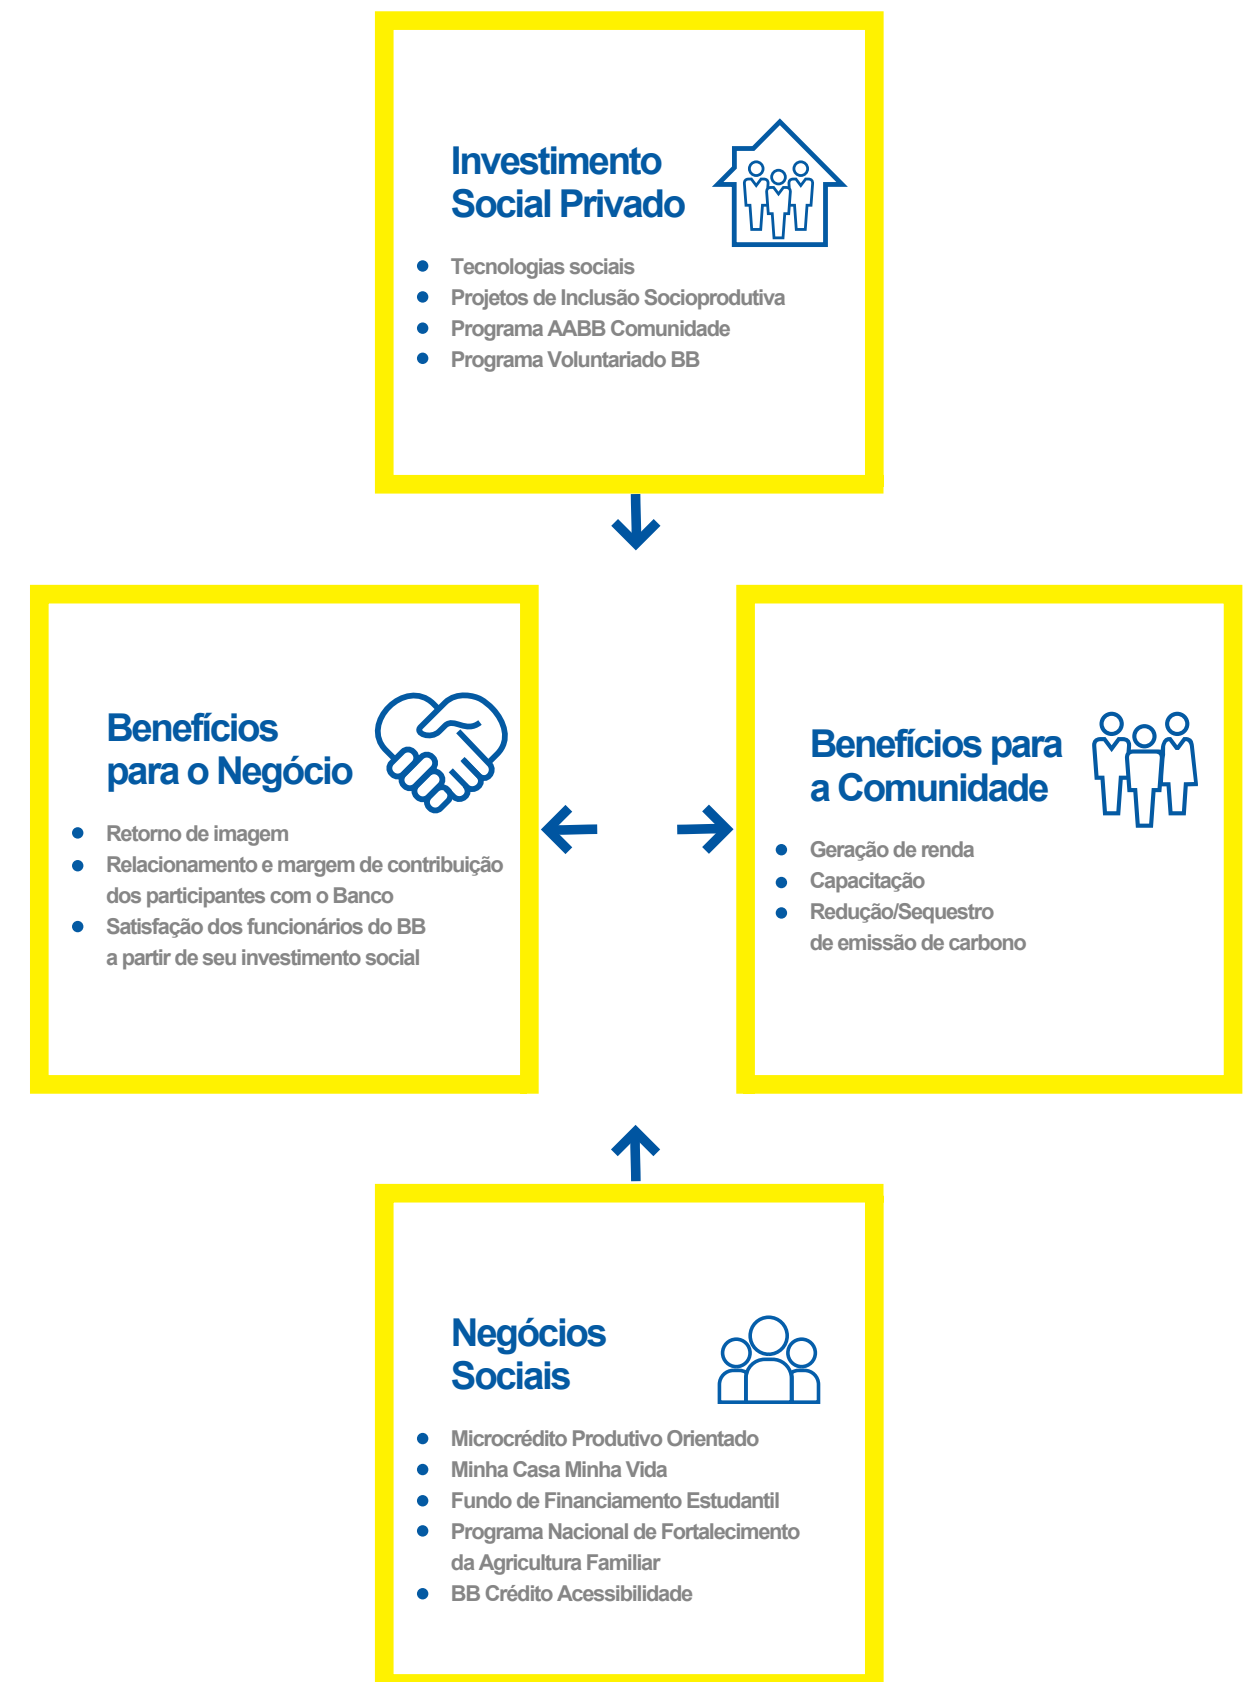 Investimento
Social Privado
Tecnologias sociais
Projetos de Inclusão Socioprodutiva
Programa AABB Comunidade
Programa Voluntariado BB
Benefícios
para o Negócio
Retorno de imagem
Relacionamento e margem de contribuição
dos participantes com o Banco
Satisfação dos funcionários do BB
a partir de seu investimento social
Benefícios para
a Comunidade
Geração de renda
Capacitação
Redução/Sequestro
de emissão de carbono
Negócios
Sociais
Microcrédito Produtivo Orientado
Minha Casa Minha Vida
Fundo de Financiamento Estudantil
Programa Nacional de Fortalecimento
da Agricultura Familiar
BB Crédito Acessibilidade